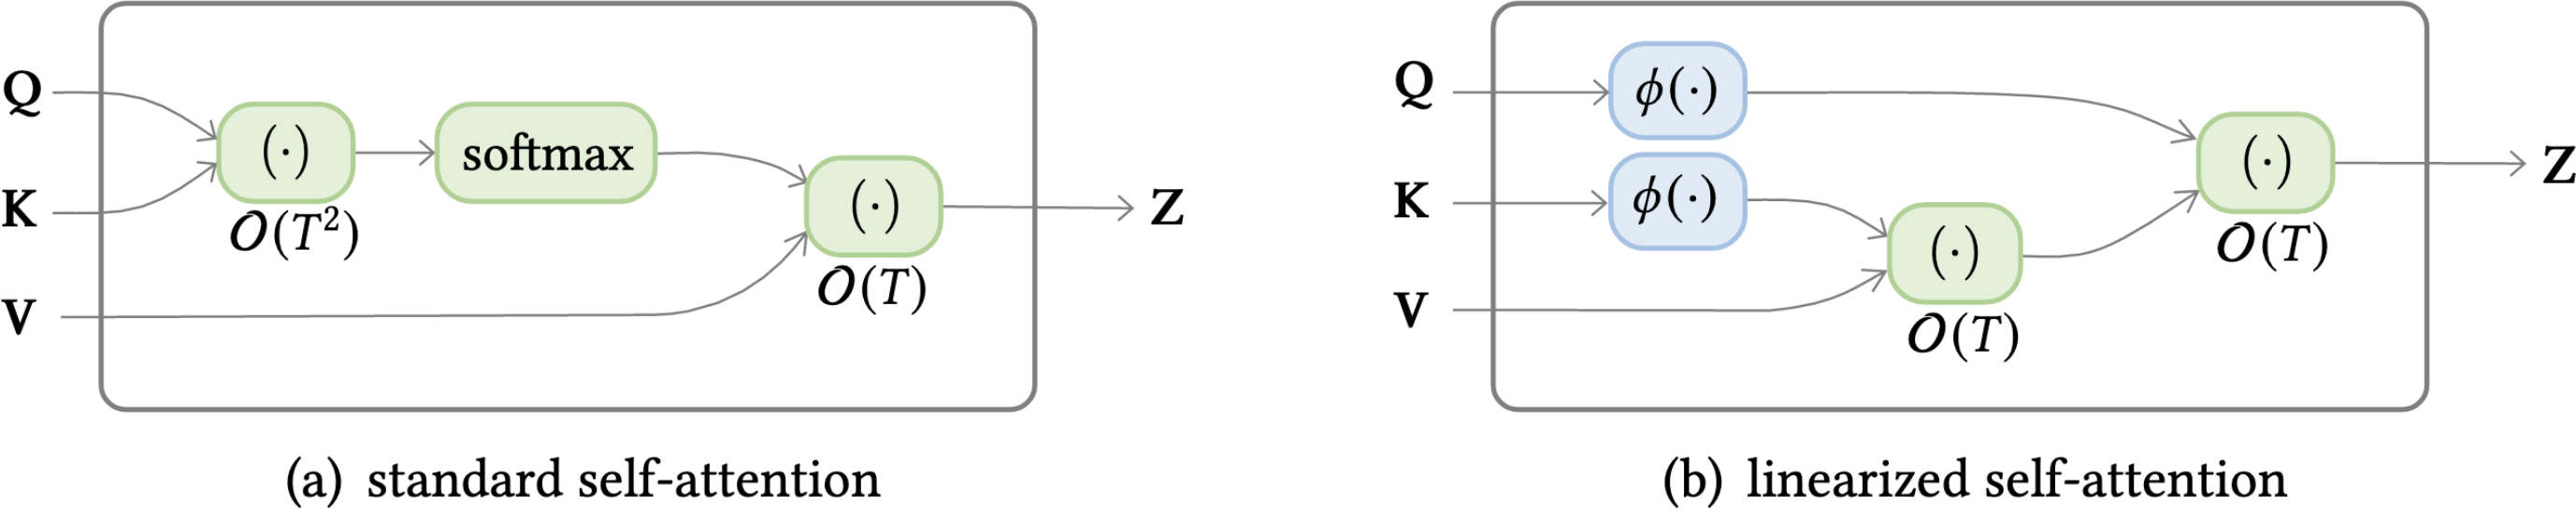 Q
K
V
(·)
O(T²)
softmax
(·)
O(T)
Z
(a) standard self-attention
Q
K
V
ϕ(·)
ϕ(·)
(·)
O(T)
(·)
O(T)
Z
(b) linearized self-attention